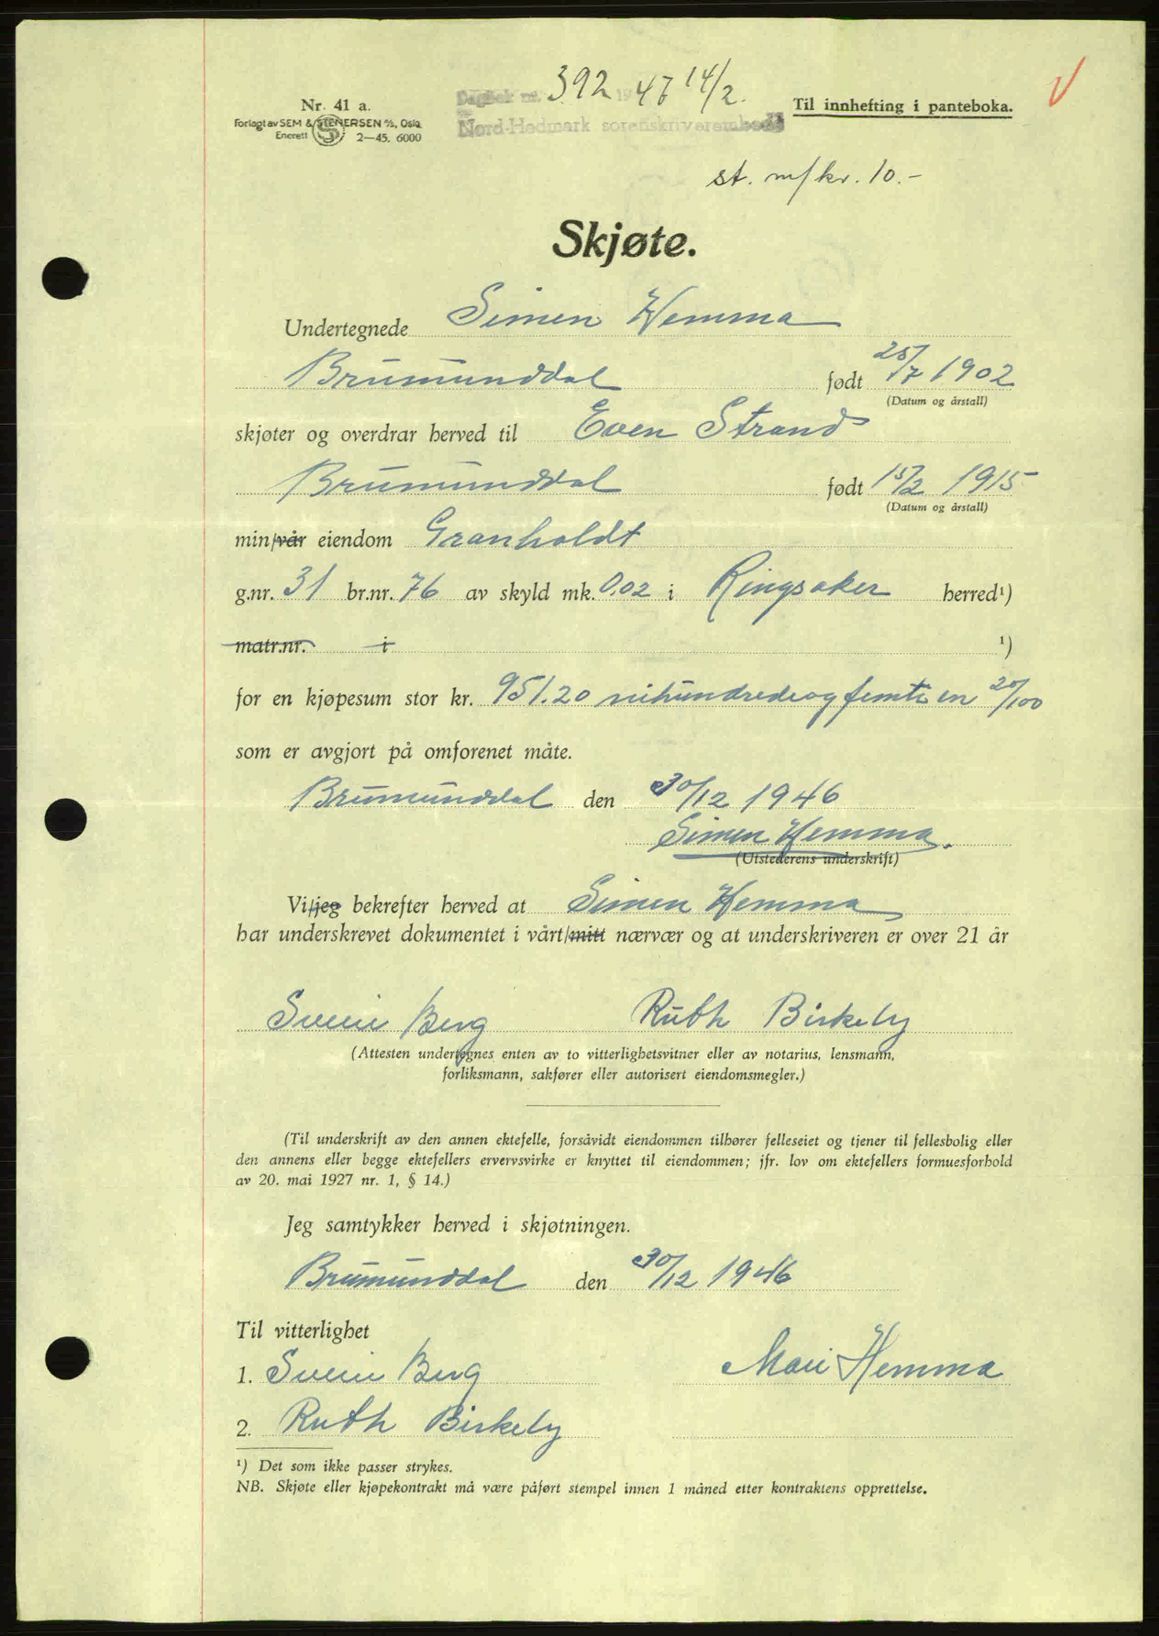 Nr. 41 a.
Forlagt av SEM & STENERSEN A/S, Oslo
Enerett 2—45. 6000
Dagbok nr. 392 1947 14/2.
Nord-Hedmark sorenskriverembede
Til innhefting i panteboka.
st. m/kr. 10.-
Skjøte.
Undertegnede Simen Hemma
Brumunddal født 25/7 1902
(Datum og årstall)
skjøter og overdrar herved til Even Strand
Brumunddal født 15/2 1915
(Datum og årstall)
min/vår eiendom Granholdt
g.nr. 31 br.nr. 76 av skyld mk. 0.02 i Ringsaker herred¹)
matr.nr. i ¹)
for en kjøpesum stor kr. 951.20 nihundredeogfemtien 20/100
som er avgjort på omforenet måte.
Brumunddal den 30/12 1946
Simen Hemma.
(Utstederens underskrift)
Vi/jeg bekrefter herved at Simen Hemma
har underskrevet dokumentet i vårt/mitt nærvær og at underskriveren er over 21 år
Svein Berg Ruth Birkely
(Attesten undertegnes enten av to vitterlighetsvitner eller av notarius, lensmann,
forliksmann, sakfører eller autorisert eiendomsmegler.)
(Til underskrift av den annen ektefelle, forsåvidt eiendommen tilhører felleseiet og tjener til fellesbolig eller
den annens eller begge ektefellers ervervsvirke er knyttet til eiendommen; jfr. lov om ektefellers formuesforhold
av 20. mai 1927 nr. 1, § 14.)
Jeg samtykker herved i skjøtningen.
Brumunddal den 30/12 1946
Til vitterlighet
1. Svein Berg Mari Hemma
2. Ruth Birkely
¹) Det som ikke passer strykes.
NB. Skjøte eller kjøpekontrakt må være påført stempel innen 1 måned etter kontraktens opprettelse.